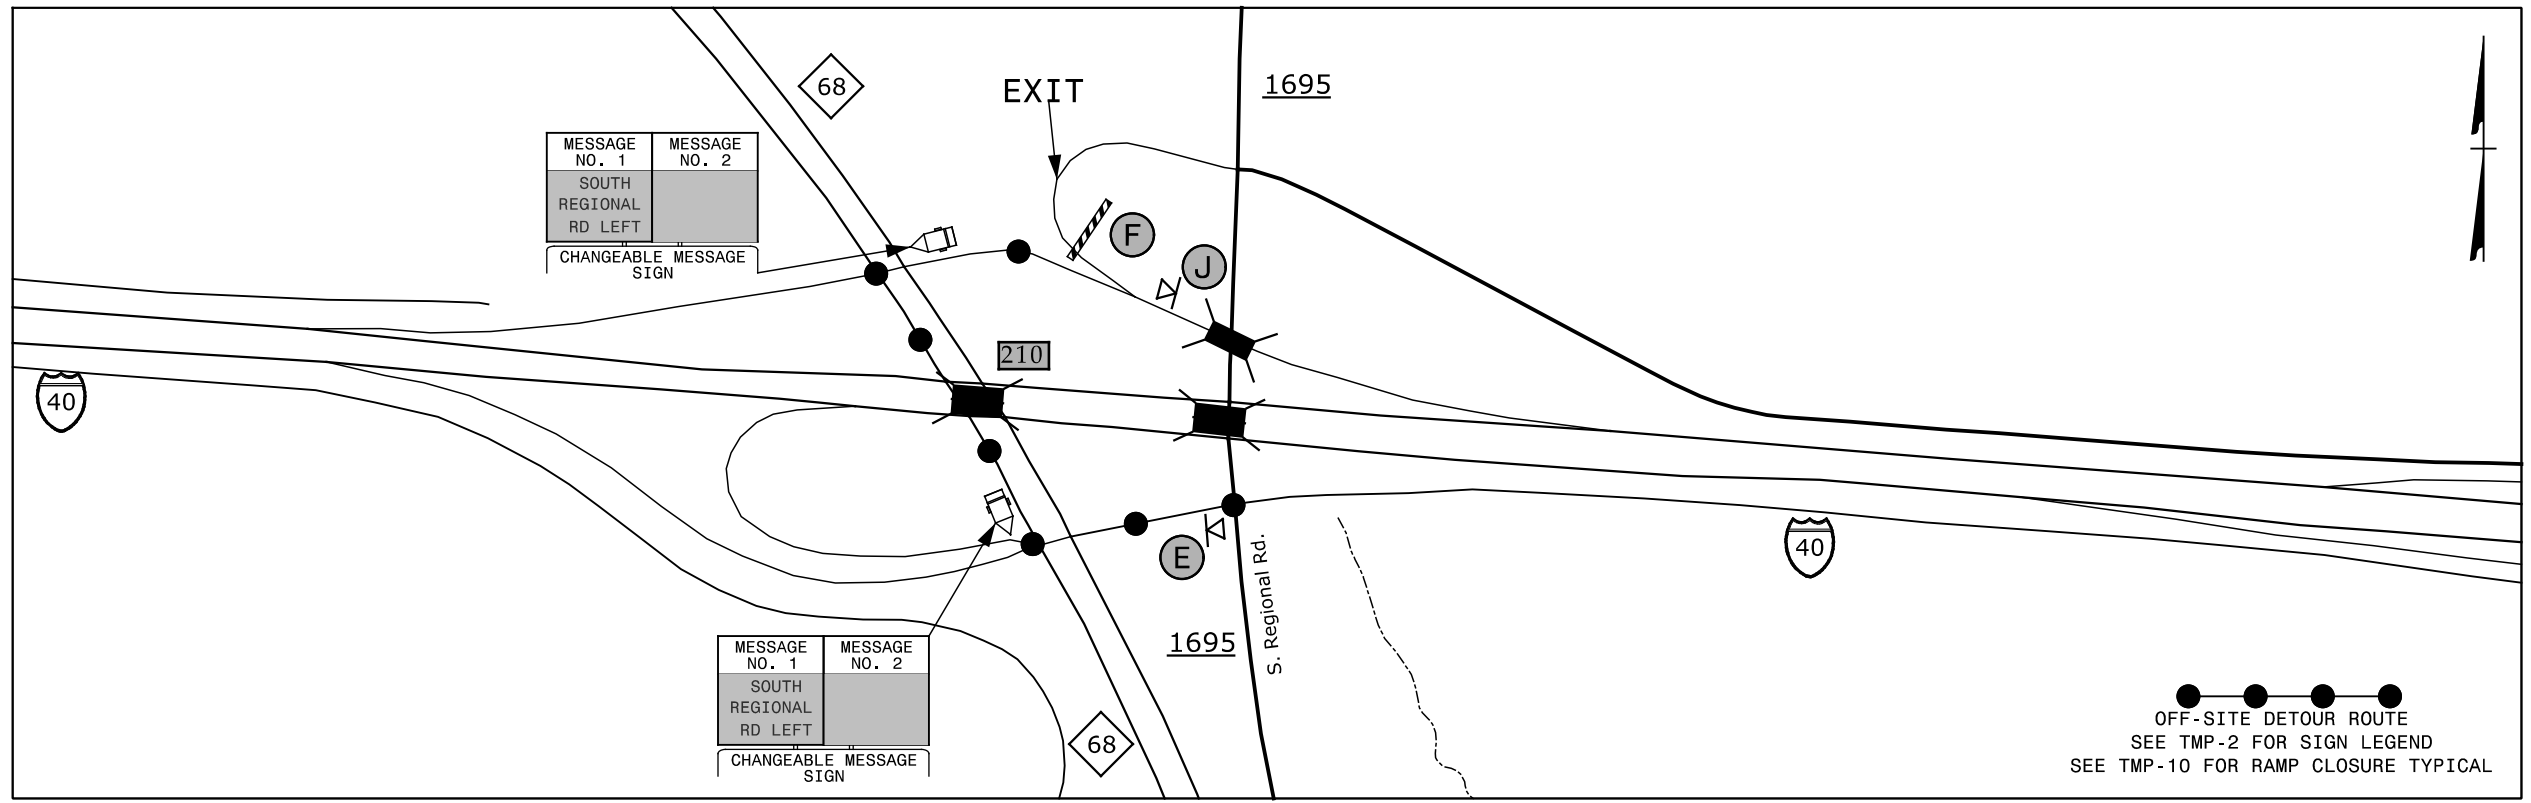 68
EXIT
1695
MESSAGE NO. 1
MESSAGE NO. 2
SOUTH
REGIONAL
RD LEFT
CHANGEABLE MESSAGE
SIGN
F
J
210
40
E
S. Regional Rd.
40
1695
MESSAGE NO. 1
MESSAGE NO. 2
SOUTH
REGIONAL
RD LEFT
CHANGEABLE MESSAGE
SIGN
68
OFF-SITE DETOUR ROUTE
SEE TMP-2 FOR SIGN LEGEND
SEE TMP-10 FOR RAMP CLOSURE TYPICAL